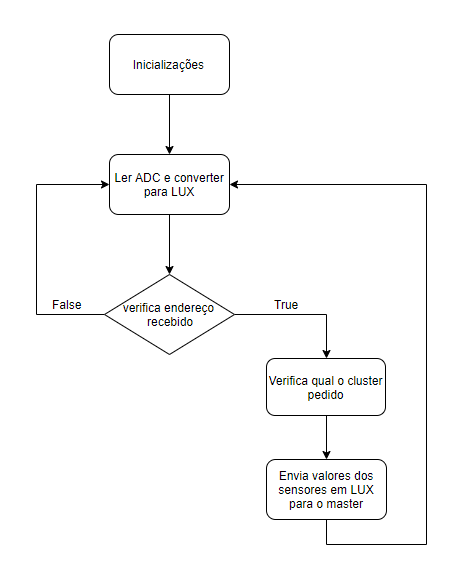 Inicializações
Ler ADC e converter
para LUX
verifica endereço
recebido
False
True
Verifica qual o cluster
pedido
Envia valores dos
sensores em LUX
para o master